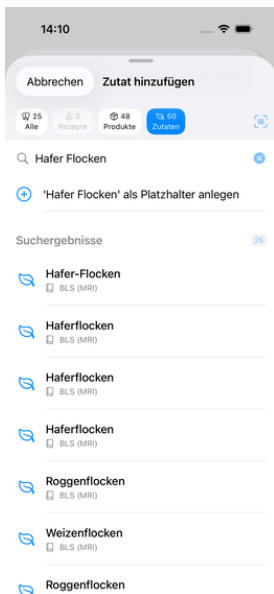 14:10
Abbrechen
Zutat hinzufügen
25
Alle
0
Rezepte
48
Produkte
50
Zutaten
Hafer Flocken
'Hafer Flocken' als Platzhalter anlegen
Suchergebnisse
25
Hafer-Flocken
BLS (MRI)
Haferflocken
BLS (MRI)
Haferflocken
BLS (MRI)
Haferflocken
BLS (MRI)
Roggenflocken
BLS (MRI)
Weizenflocken
BLS (MRI)
Roggenflocken